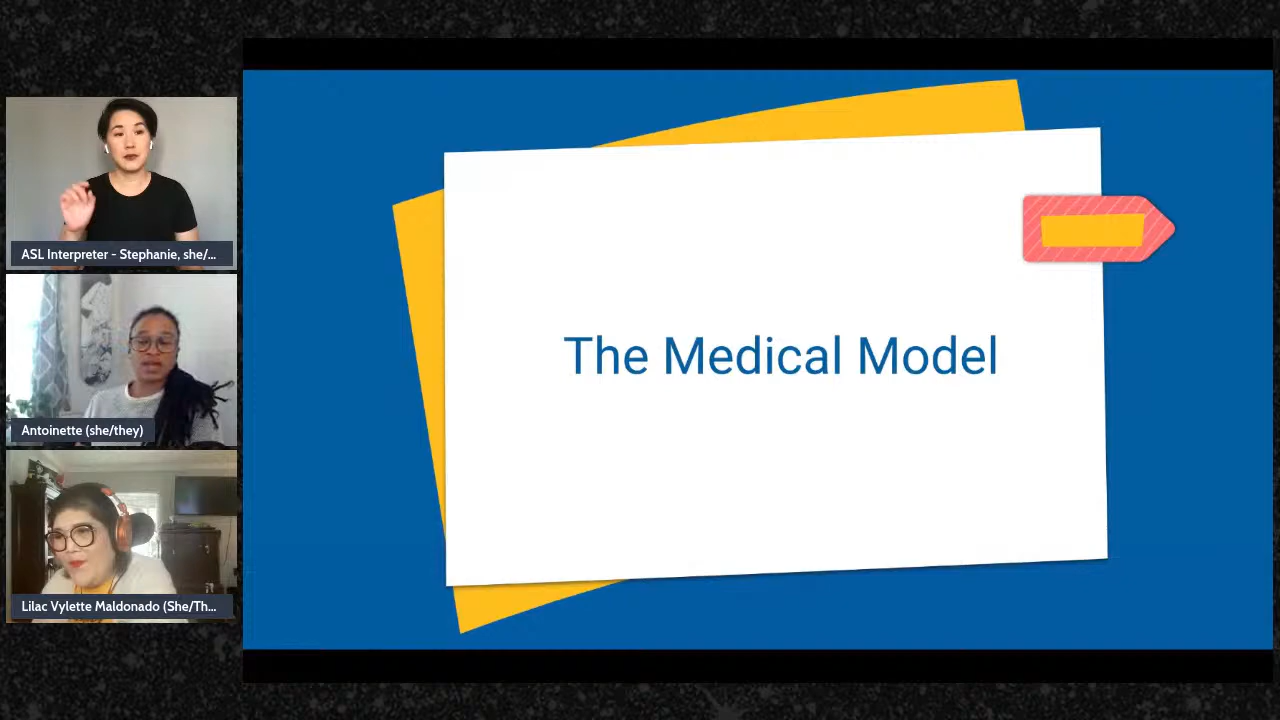 ASL Interpreter - Stephanie, she/...
Antoinette (she/they)
Lilac Vylette Maldonado (She/Th...
The Medical Model